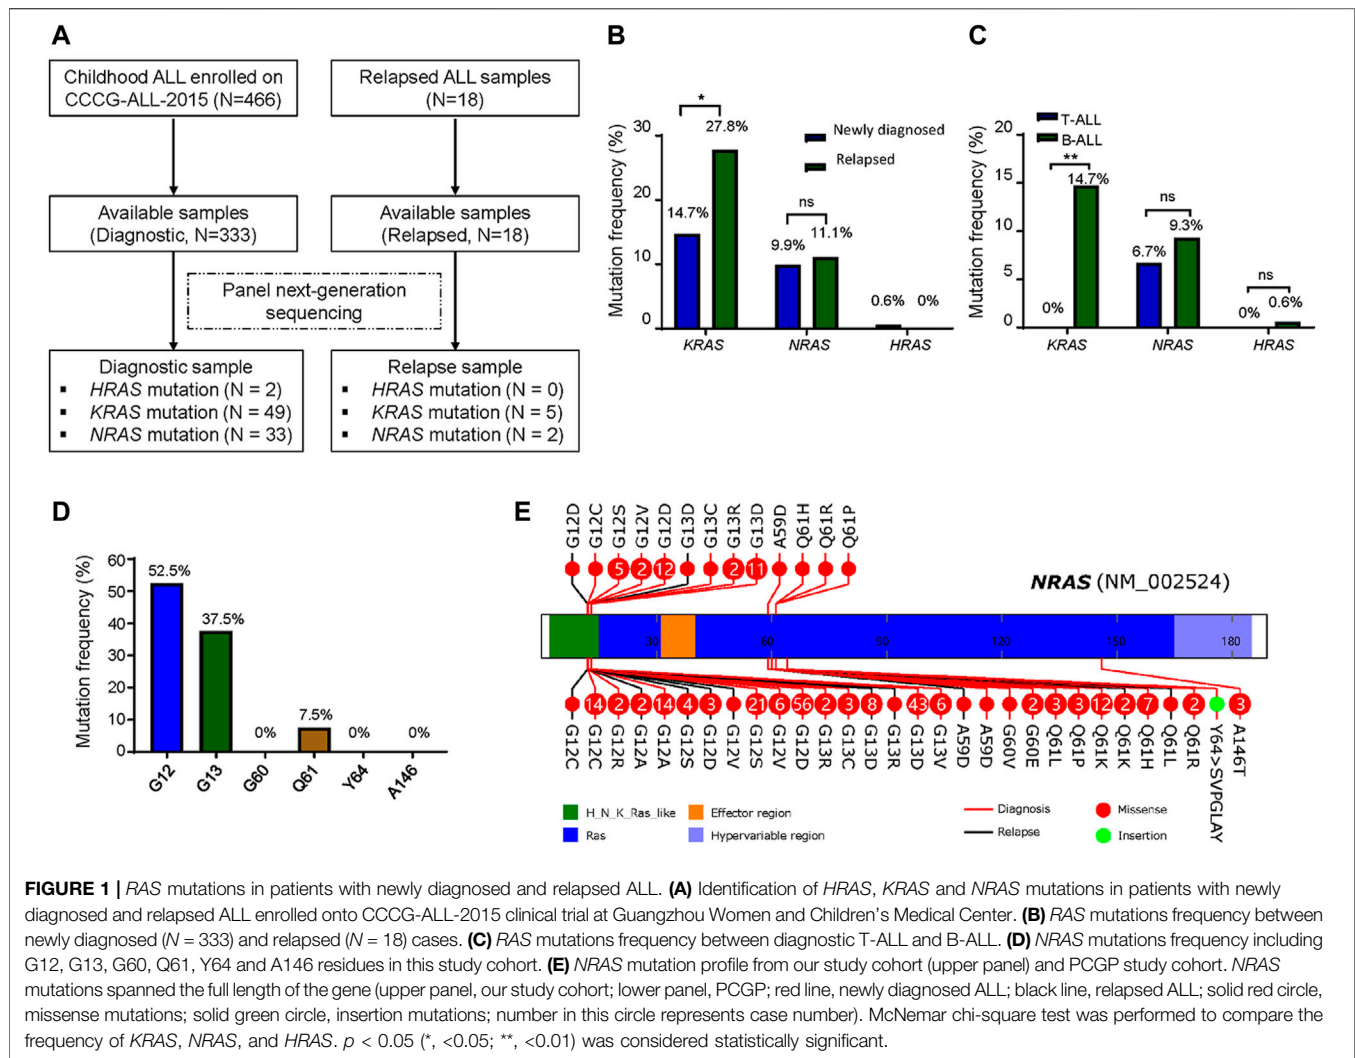 A
Childhood ALL enrolled on
CCCG-ALL-2015 (N=466)
Relapsed ALL samples
(N=18)
Available samples
(Diagnostic, N=333)
Available samples
(Relapsed, N=18)
Panel next-generation
sequencing
Diagnostic sample
▪ HRAS mutation (N = 2)
▪ KRAS mutation (N = 49)
▪ NRAS mutation (N = 33)
Relapse sample
▪ HRAS mutation (N = 0)
▪ KRAS mutation (N = 5)
▪ NRAS mutation (N = 2)
B
Mutation frequency (%)
30
20
10
0
*
27.8%
14.7%
ns
9.9%
11.1%
0.6%
0%
Newly diagnosed
Relapsed
KRAS NRAS HRAS
C
Mutation frequency (%)
20
15
10
5
0
T-ALL
B-ALL
**
14.7%
0%
ns
6.7%
9.3%
ns
0%
0.6%
KRAS NRAS HRAS
D
Mutation frequency (%)
60
50
40
30
20
10
0
52.5%
37.5%
0%
7.5%
0%
0%
G12 G13 G60 Q61 Y64 A146
E
G12D G12C G12S G12V G12D G13D G13C G13R G13D A59D Q61H Q61R Q61P
5 2 12 2 11
NRAS (NM_002524)
30 60 90 120 150 180
14 2 2 14 4 3 21 6 56 2 3 8 43 6 2 3 3 12 2 7 2 3
G12C G12C G12R G12A G12A G12S G12D G12V G12S G12V G12D G13R G13C G13D G13R G13D G13V A59D A59D G60V G60E Q61L Q61P Q61K Q61K Q61H Q61L Q61R Y64>SVPGLAY A146T
H_N_K_Ras_like
Ras
Effector region
Hypervariable region
Diagnosis
Relapse
Missense
Insertion
FIGURE 1 | RAS mutations in patients with newly diagnosed and relapsed ALL. (A) Identification of HRAS, KRAS and NRAS mutations in patients with newly
diagnosed and relapsed ALL enrolled onto CCCG-ALL-2015 clinical trial at Guangzhou Women and Children's Medical Center. (B) RAS mutations frequency between
newly diagnosed (N = 333) and relapsed (N = 18) cases. (C) RAS mutations frequency between diagnostic T-ALL and B-ALL. (D) NRAS mutations frequency including
G12, G13, G60, Q61, Y64 and A146 residues in this study cohort. (E) NRAS mutation profile from our study cohort (upper panel) and PCGP study cohort. NRAS
mutations spanned the full length of the gene (upper panel, our study cohort; lower panel, PCGP; red line, newly diagnosed ALL; black line, relapsed ALL; solid red circle,
missense mutations; solid green circle, insertion mutations; number in this circle represents case number). McNemar chi-square test was performed to compare the
frequency of KRAS, NRAS, and HRAS. p < 0.05 (*, <0.05; **, <0.01) was considered statistically significant.